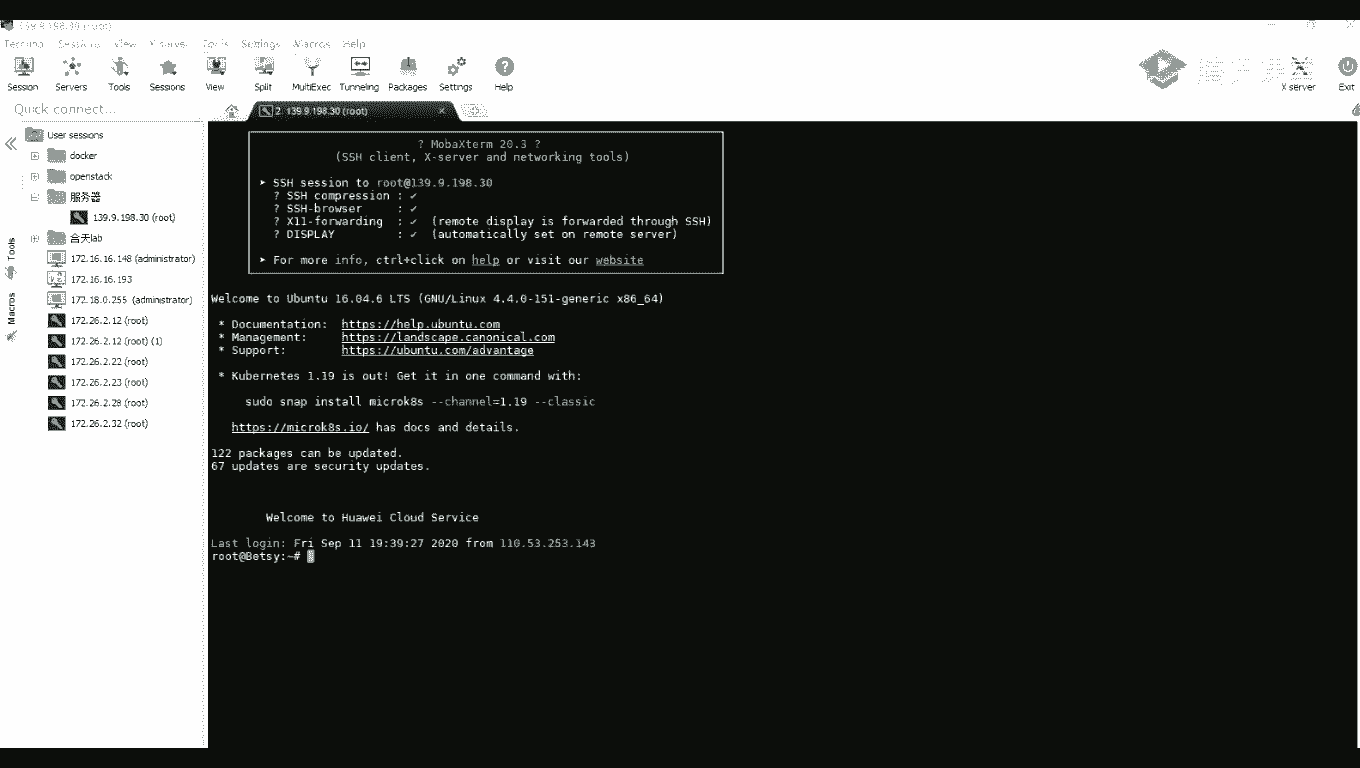 139.9.198.30 (root)
Terminal Sessions View X server Tools Settings Macros Help
Session Servers Tools Sessions View Split MultiExec Tunneling Packages Settings Help
X server Exit
Quick connect...
2. 139.9.198.30 (root)
User sessions
docker
openstack
服务器
139.9.198.30 (root)
合天lab
172.16.16.148 (administrator)
172.16.16.193
172.18.0.255 (administrator)
172.26.2.12 (root)
172.26.2.12 (root) (1)
172.26.2.22 (root)
172.26.2.23 (root)
172.26.2.28 (root)
172.26.2.32 (root)
Tools
Macros
? MobaXterm 20.3 ?
(SSH client, X-server and networking tools)
➤ SSH session to root@139.9.198.30
? SSH compression : ✔
? SSH-browser : ✔
? X11-forwarding : ✔ (remote display is forwarded through SSH)
? DISPLAY : ✔ (automatically set on remote server)
➤ For more info, ctrl+click on help or visit our website
Welcome to Ubuntu 16.04.6 LTS (GNU/Linux 4.4.0-151-generic x86_64)
* Documentation: https://help.ubuntu.com
* Management: https://landscape.canonical.com
* Support: https://ubuntu.com/advantage
* Kubernetes 1.19 is out! Get it in one command with:
sudo snap install microk8s --channel=1.19 --classic
https://microk8s.io/ has docs and details.
122 packages can be updated.
67 updates are security updates.
Welcome to Huawei Cloud Service
Last login: Fri Sep 11 19:39:27 2020 from 110.53.253.143
root@Betsy:~#